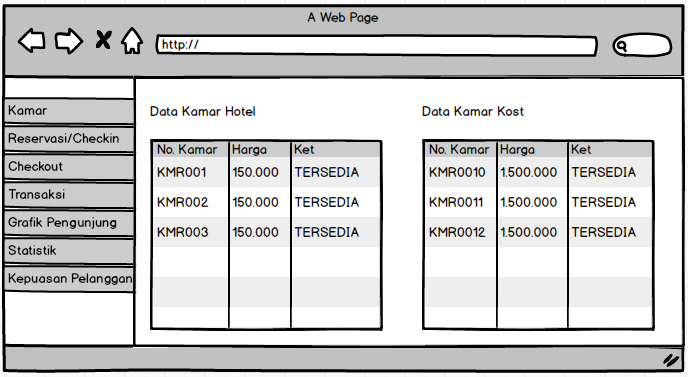 A Web Page
http://
Kamar
Reservasi/Checkin
Checkout
Transaksi
Grafik Pengunjung
Statistik
Kepuasan Pelanggan
Data Kamar Hotel
No. Kamar Harga Ket
KMR001 150.000 TERSEDIA
KMR002 150.000 TERSEDIA
KMR003 150.000 TERSEDIA
Data Kamar Kost
No. Kamar Harga Ket
KMR0010 1.500.000 TERSEDIA
KMR0011 1.500.000 TERSEDIA
KMR0012 1.500.000 TERSEDIA